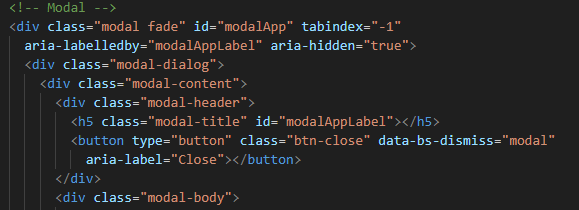 <!-- Modal -->
<div class="modal fade" id="modalApp" tabindex="-1"
aria-labelledby="modalAppLabel" aria-hidden="true">
<div class="modal-dialog">
<div class="modal-content">
<div class="modal-header">
<h5 class="modal-title" id="modalAppLabel"></h5>
<button type="button" class="btn-close" data-bs-dismiss="modal"
aria-label="Close"></button>
</div>
<div class="modal-body">